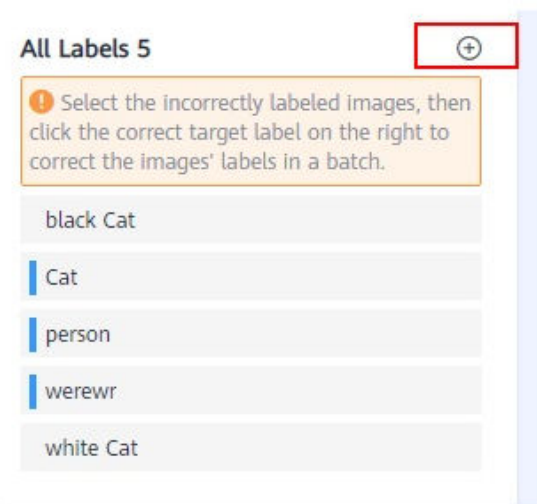 All Labels 5
Select the incorrectly labeled images, then
click the correct target label on the right to
correct the images' labels in a batch.
black Cat
Cat
person
werewr
white Cat